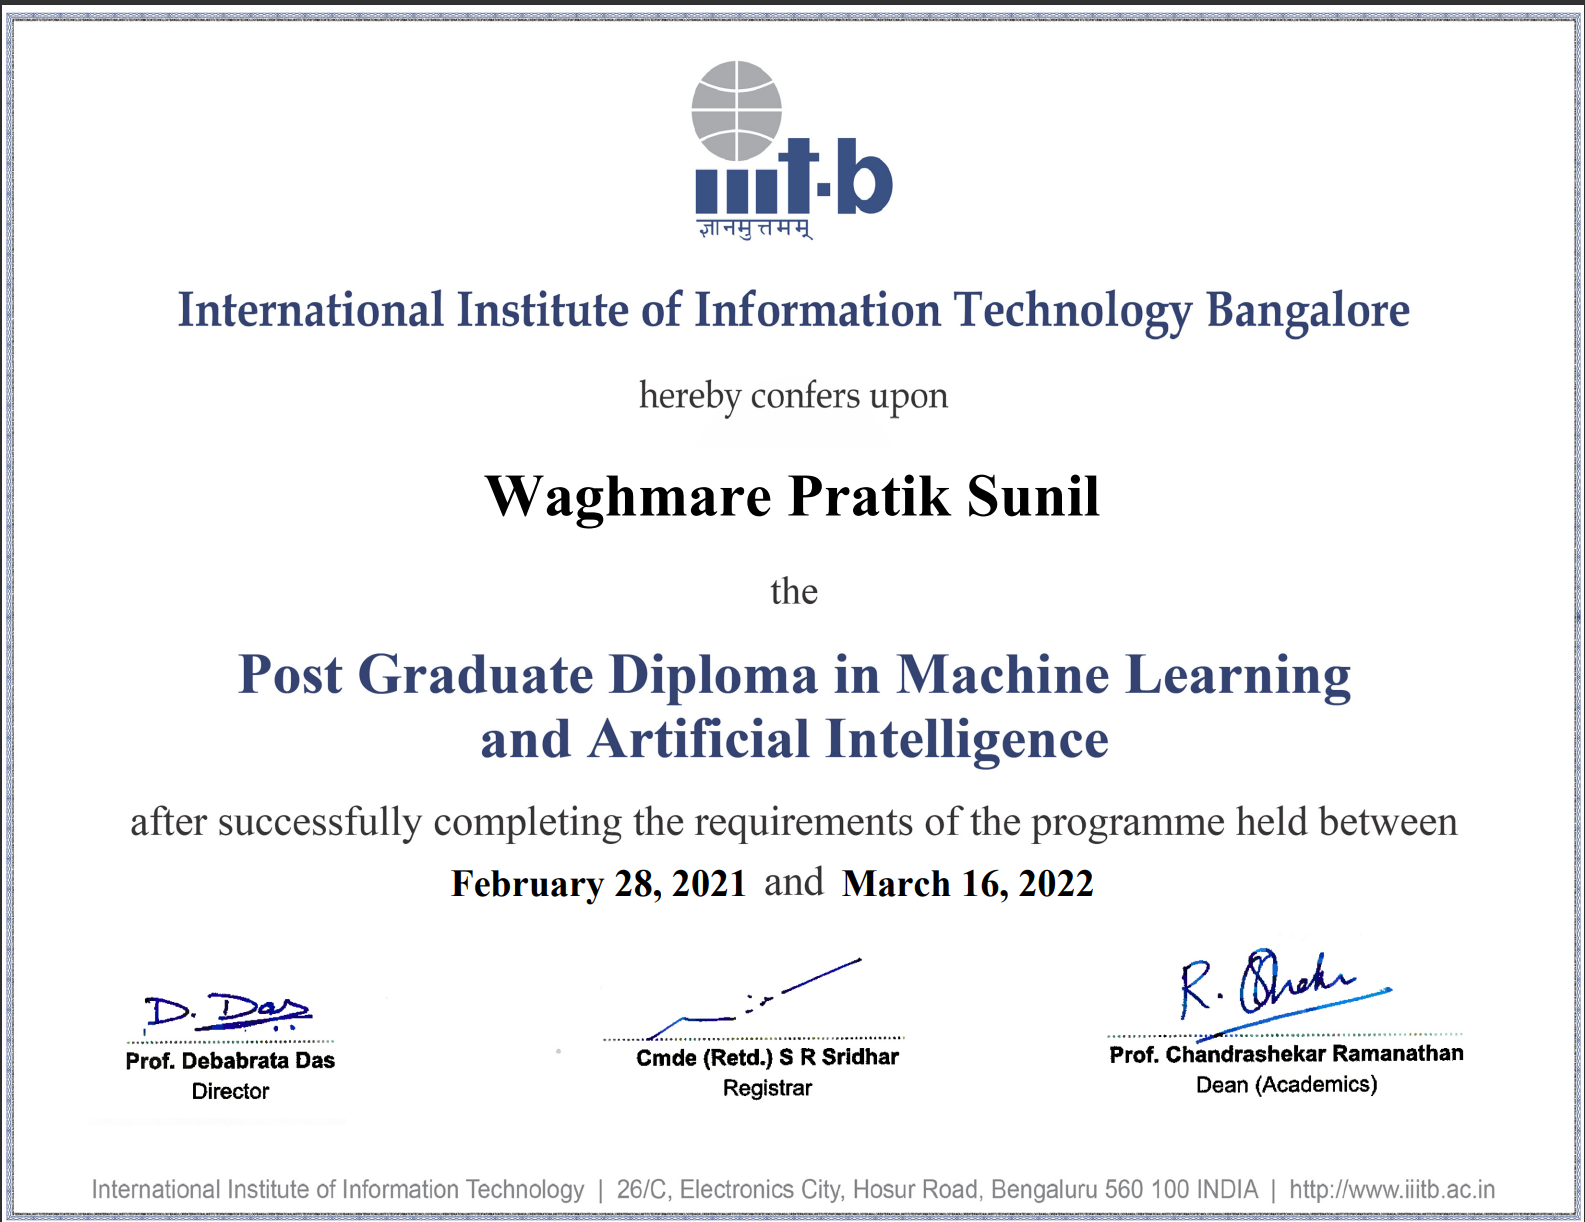 iiit-b
ज्ञानमुत्तमम्
International Institute of Information Technology Bangalore
hereby confers upon
Waghmare Pratik Sunil
the
Post Graduate Diploma in Machine Learning
and Artificial Intelligence
after successfully completing the requirements of the programme held between
February 28, 2021 and March 16, 2022
D. Das
R. Shekr
Prof. Debabrata Das
Cmde (Retd.) S R Sridhar
Prof. Chandrashekar Ramanathan
Director
Registrar
Dean (Academics)
International Institute of Information Technology | 26/C, Electronics City, Hosur Road, Bengaluru 560 100 INDIA | http://www.iiitb.ac.in